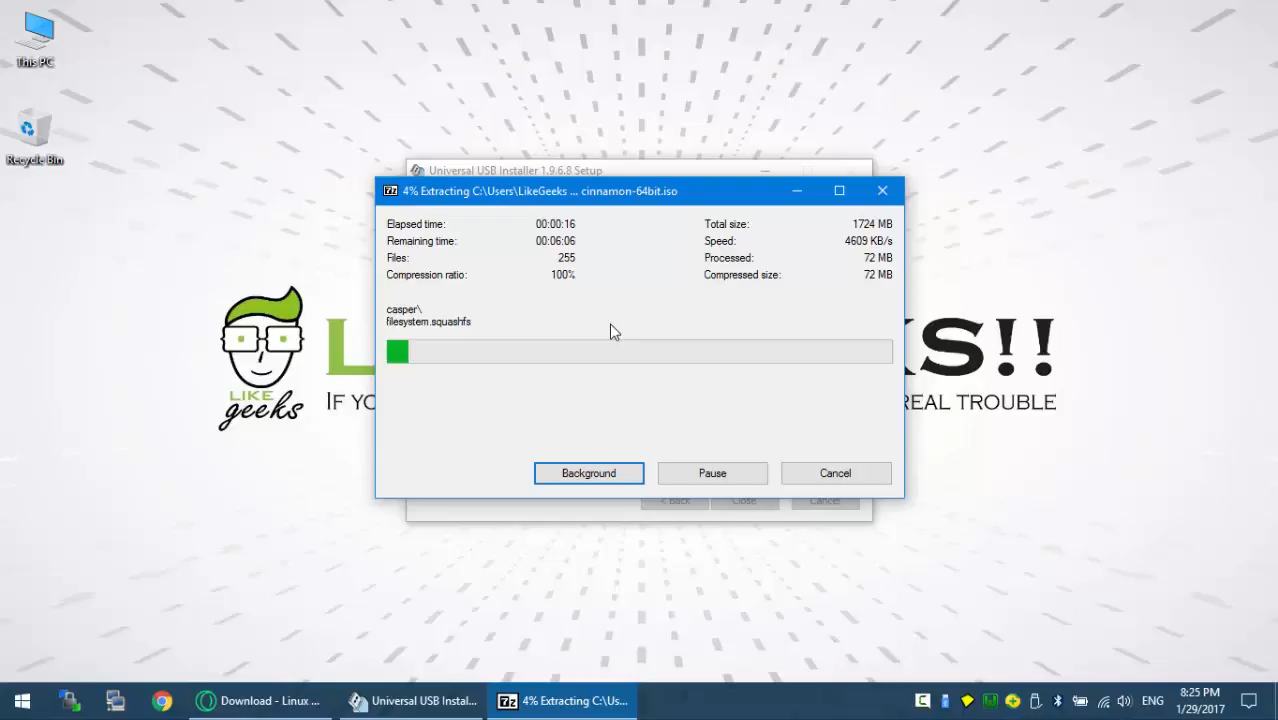 This PC
Recycle Bin
Universal USB Installer 1.9.6.8 Setup
4% Extracting C:\Users\LikeGeeks ... cinnamon-64bit.iso
Elapsed time: 00:00:16 Total size: 1724 MB
Remaining time: 00:06:06 Speed: 4609 KB/s
Files: 255 Processed: 72 MB
Compression ratio: 100% Compressed size: 72 MB
casper\
filesystem.squashfs
Background Pause Cancel
< Back Close Cancel
LIKE
geeks
L KS!!
IF YO REAL TROUBLE
Download - Linux ... Universal USB Instal... 4% Extracting C:\Us... ENG 8:25 PM
1/29/2017